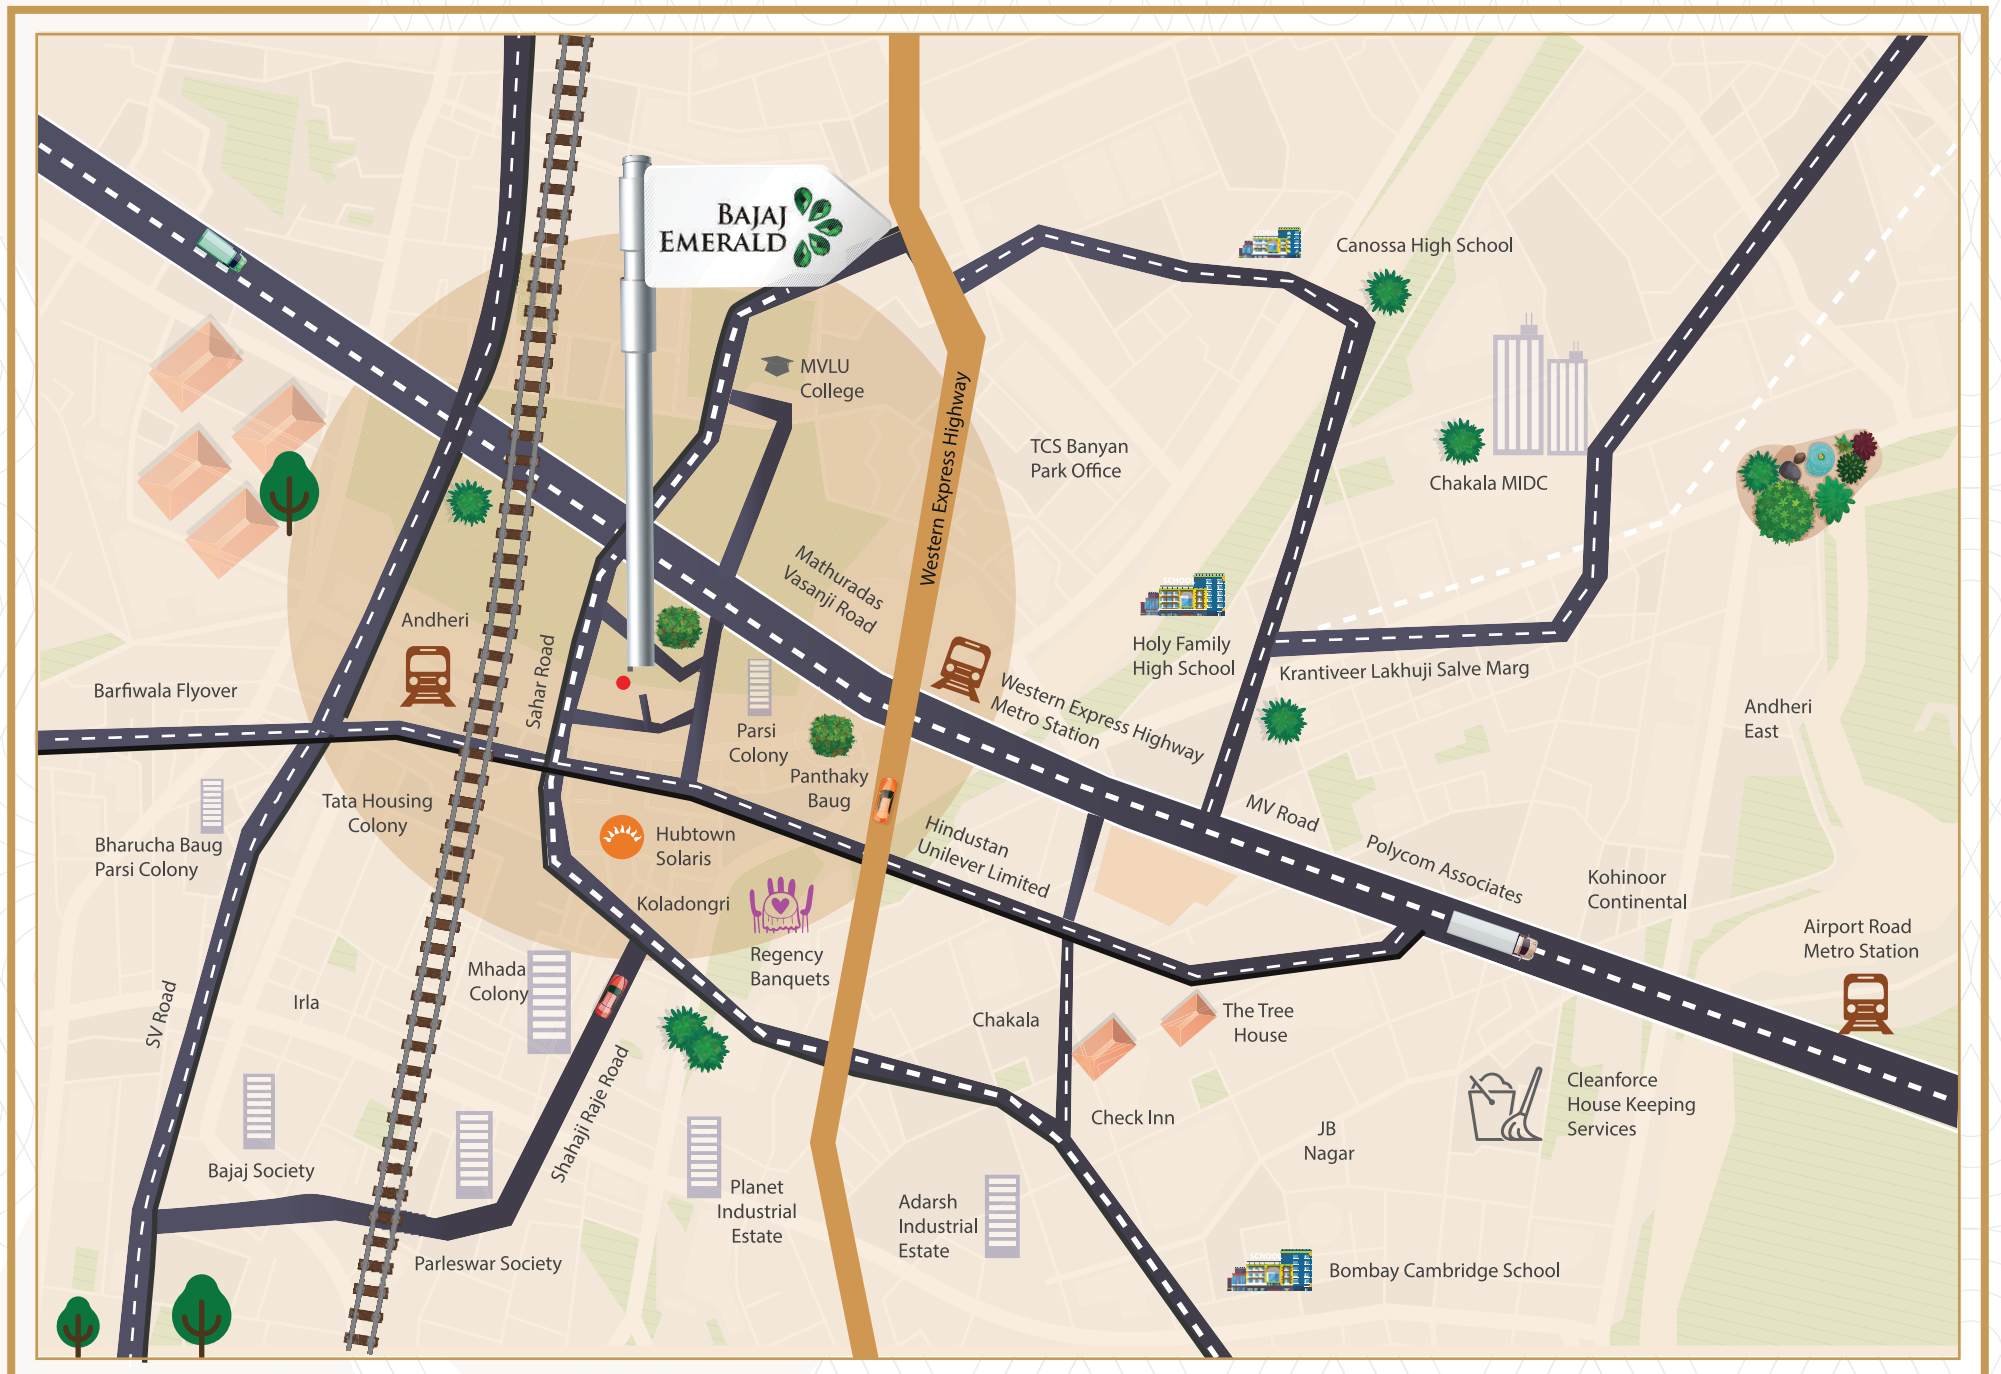 BAJAJ
EMERALD
Canossa High School
MVLU
College
Western Express Highway
TCS Banyan
Park Office
Chakala MIDC
Mathuradas
Vasanji Road
SCHOOL
Andheri
Holy Family
High School
Krantiveer Lakhuji Salve Marg
Barfiwala Flyover
Sahar Road
Western Express Highway
Metro Station
Andheri
East
Parsi
Colony
Panthaky
Baug
Tata Housing
Colony
MV Road
Bharucha Baug
Parsi Colony
Hubtown
Solaris
Hindustan
Unilever Limited
Polycom Associates
Kohinoor
Continental
Koladongri
Airport Road
Metro Station
Regency
Banquets
Mhada
Colony
Irla
SV Road
Chakala
The Tree
House
Shahaji Raje Road
Check Inn
JB
Nagar
Cleanforce
House Keeping
Services
Bajaj Society
Planet
Industrial
Estate
Adarsh
Industrial
Estate
Parleswar Society
SCHOOL
Bombay Cambridge School